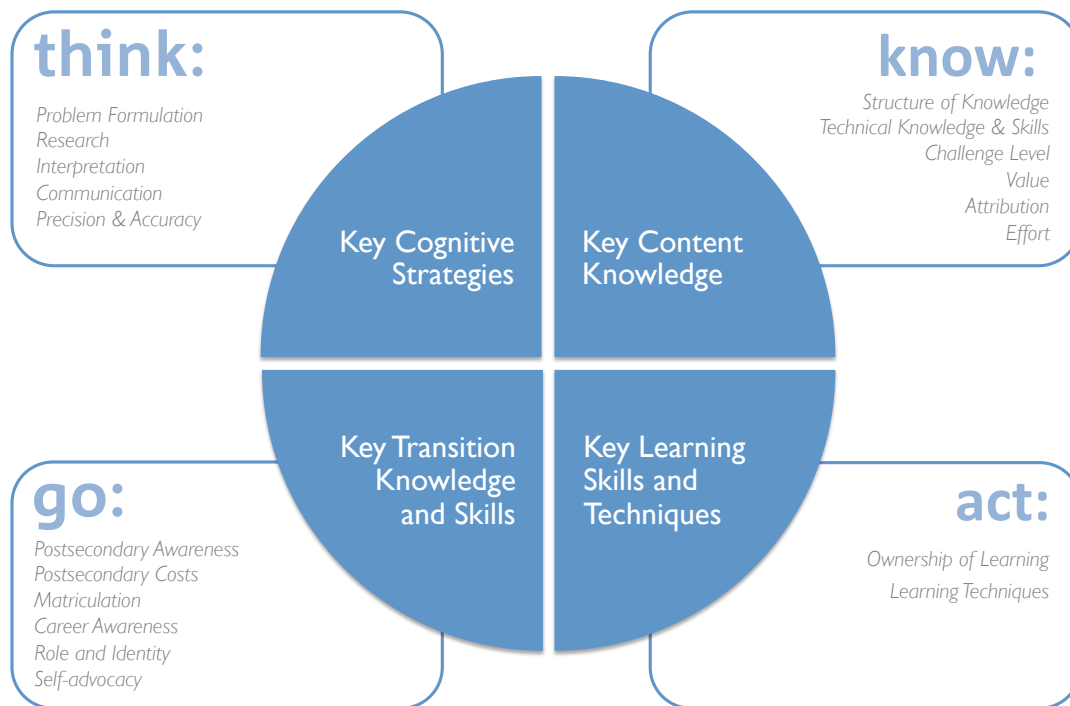 think:
Problem Formulation
Research
Interpretation
Communication
Precision & Accuracy
know:
Structure of Knowledge
Technical Knowledge & Skills
Challenge Level
Value
Attribution
Effort
Key Cognitive
Strategies
Key Content
Knowledge
Key Transition
Knowledge
and Skills
Key Learning
Skills and
Techniques
go:
Postsecondary Awareness
Postsecondary Costs
Matriculation
Career Awareness
Role and Identity
Self-advocacy
act:
Ownership of Learning
Learning Techniques